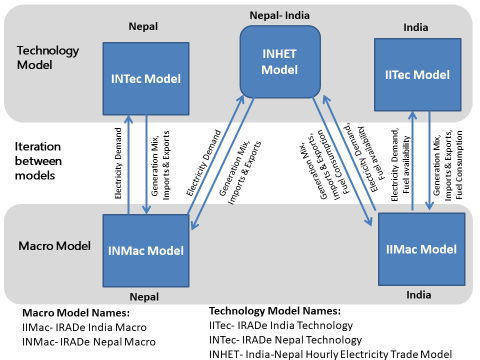 Nepal
Nepal- India
India
Technology
Model
INTec Model
INHET
Model
IITec Model
Iteration
between
models
Electricity Demand
Generation Mix,
Imports & Exports
Electricity Demand
Generation Mix,
Imports & Exports
Generation Mix,
Imports & Exports,
Fuel Consumption
Electricity Demand,
Fuel availability
Electricity Demand,
Fuel availability
Generation Mix,
Imports & Exports,
Fuel Consumption
Macro Model
INMac Model
IIMac Model
Nepal
India
Macro Model Names:
IIMac- IRADe India Macro
INMac- IRADe Nepal Macro
Technology Model Names:
IITec- IRADe India Technology
INTec- IRADe Nepal Technology
INHET- India-Nepal Hourly Electricity Trade Model